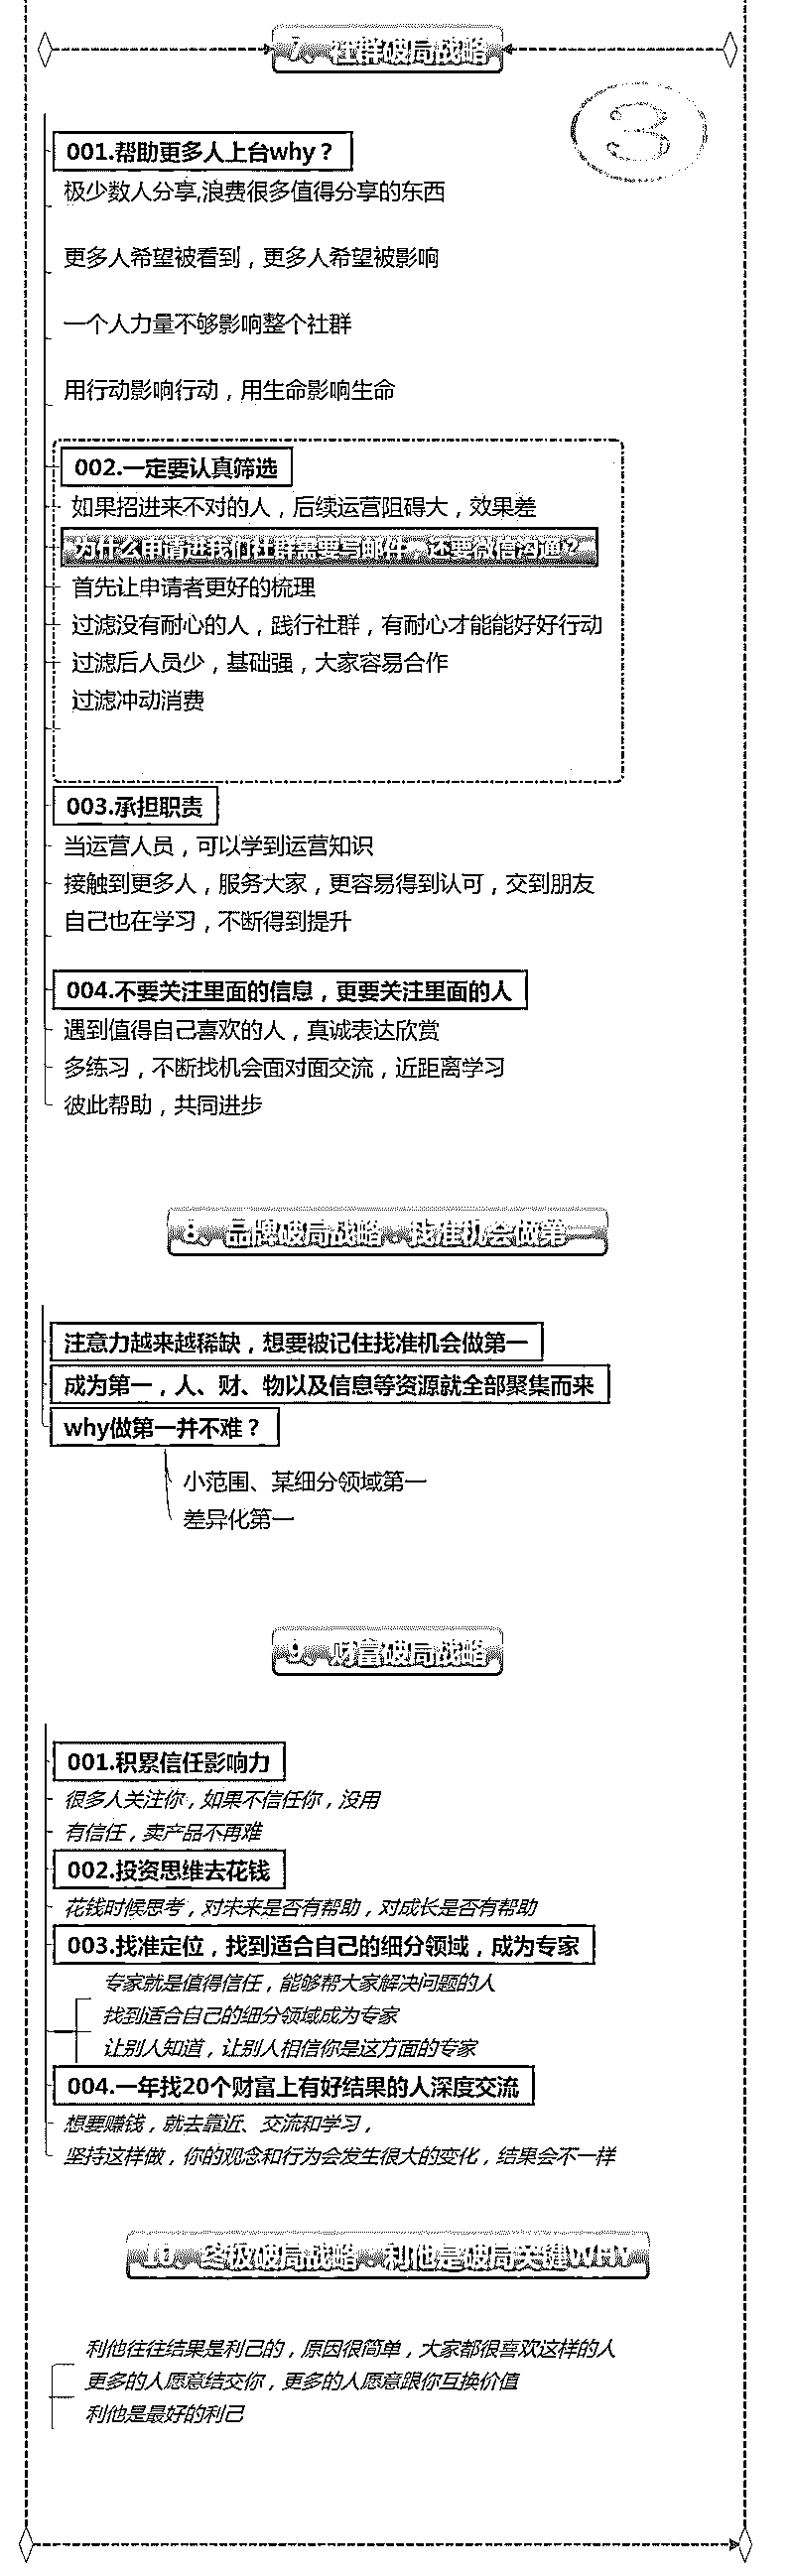 7、社群破局战略
3
001.帮助更多人上台why？
极少数人分享,浪费很多值得分享的东西
更多人希望被看到，更多人希望被影响
一个人力量不够影响整个社群
用行动影响行动，用生命影响生命
002.一定要认真筛选
如果招进来不对的人，后续运营阻碍大，效果差
为什么申请进我们社群需要写邮件，还要微信沟通？
首先让申请者更好的梳理
过滤没有耐心的人，践行社群，有耐心才能能好好行动
过滤后人员少，基础强，大家容易合作
过滤冲动消费
003.承担职责
当运营人员，可以学到运营知识
接触到更多人，服务大家，更容易得到认可，交到朋友
自己也在学习，不断得到提升
004.不要关注里面的信息，更要关注里面的人
遇到值得自己喜欢的人，真诚表达欣赏
多练习，不断找机会面对面交流，近距离学习
彼此帮助，共同进步
8、品牌破局战略：找准机会做第一
注意力越来越稀缺，想要被记住找准机会做第一
成为第一，人、财、物以及信息等资源就全部聚集而来
why做第一并不难？
小范围、某细分领域第一
差异化第一
9、财富破局战略
001.积累信任影响力
很多人关注你，如果不信任你，没用
有信任，卖产品不再难
002.投资思维去花钱
花钱时候思考，对未来是否有帮助，对成长是否有帮助
003.找准定位，找到适合自己的细分领域，成为专家
专家就是值得信任，能够帮大家解决问题的人
找到适合自己的细分领域成为专家
让别人知道，让别人相信你是这方面的专家
004.一年找20个财富上有好结果的人深度交流
想要赚钱，就去靠近、交流和学习，
坚持这样做，你的观念和行为会发生很大的变化，结果会不一样
10、终极破局战略：利他是破局关键WHY
利他往往结果是利己的，原因很简单，大家都很喜欢这样的人
更多的人愿意结交你，更多的人愿意跟你互换价值
利他是最好的利己